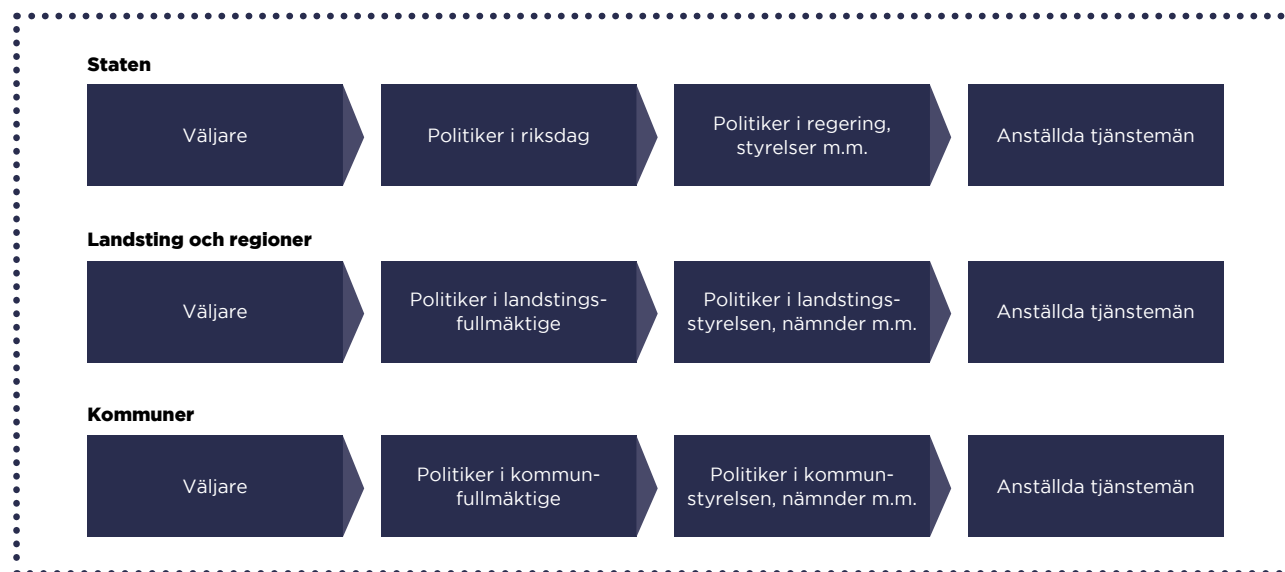 Staten
Väljare
Politiker i riksdag
Politiker i regering,
styrelser m.m.
Anställda tjänstemän
Landsting och regioner
Väljare
Politiker i landstings-
fullmäktige
Politiker i landstings-
styrelsen, nämnder m.m.
Anställda tjänstemän
Kommuner
Väljare
Politiker i kommun-
fullmäktige
Politiker i kommun-
styrelsen, nämnder m.m.
Anställda tjänstemän